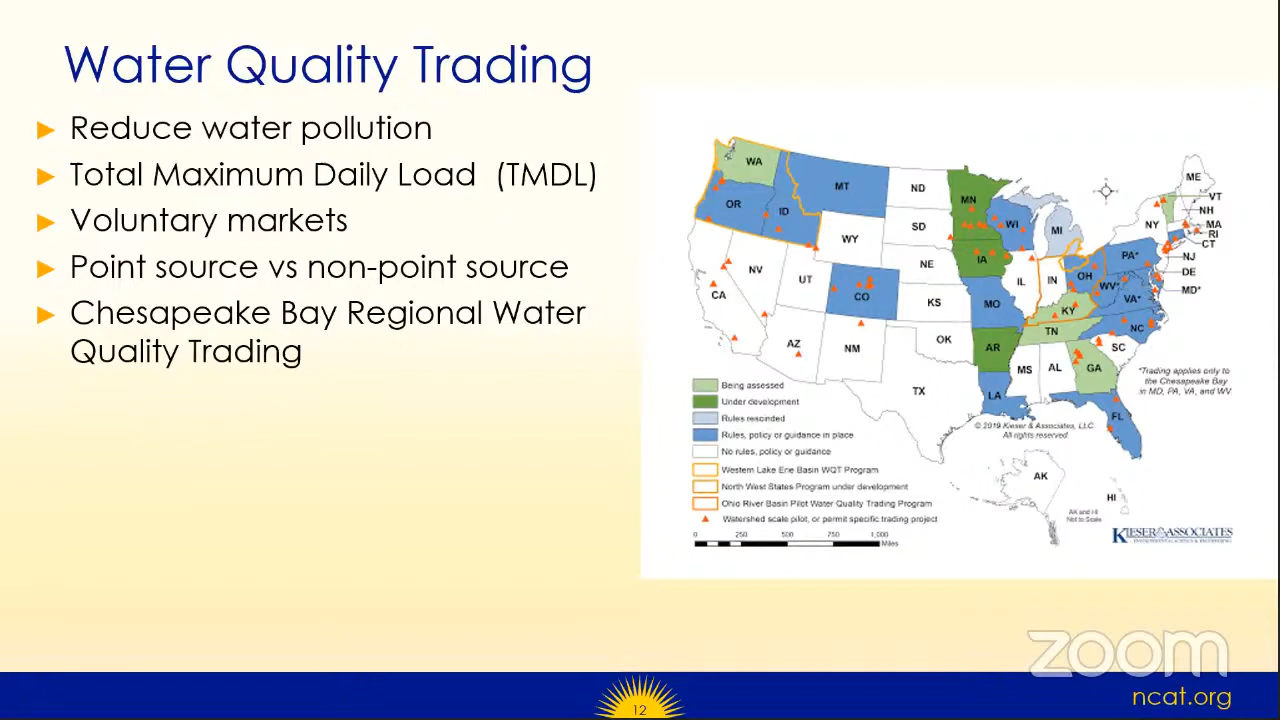 Water Quality Trading
Reduce water pollution
Total Maximum Daily Load (TMDL)
Voluntary markets
Point source vs non-point source
Chesapeake Bay Regional Water
Quality Trading
WA
MT
ND
MN
ME
VT
OR
ID
SD
WI
MI
NY
NH
MA
RI
CT
WY
IA
PA*
NJ
NE
OH
DE
NV
UT
IL
IN
WV*
MD*
CA
CO
KS
MO
KY
VA*
TN
NC
AZ
NM
OK
AR
SC
MS
AL
GA
TX
LA
FL
*Trading applies only to
the Chesapeake Bay
in MD, PA, VA, and WV.
Being assessed
Under development
Rules rescinded
Rules, policy or guidance in place
No rules, policy or guidance
Western Lake Erie Basin WQT Program
North West States Program under development
Ohio River Basin Pilot Water Quality Trading Program
Watershed scale pilot, or permit specific trading project
© 2019 Kieser & Associates, LLC
All rights reserved.
AK
HI
AK and HI
Not to Scale
0 250 500 750 1,000
Miles
KIESER & ASSOCIATES
ENVIRONMENTAL SCIENCE & ENGINEERING
zoom
12
ncat.org